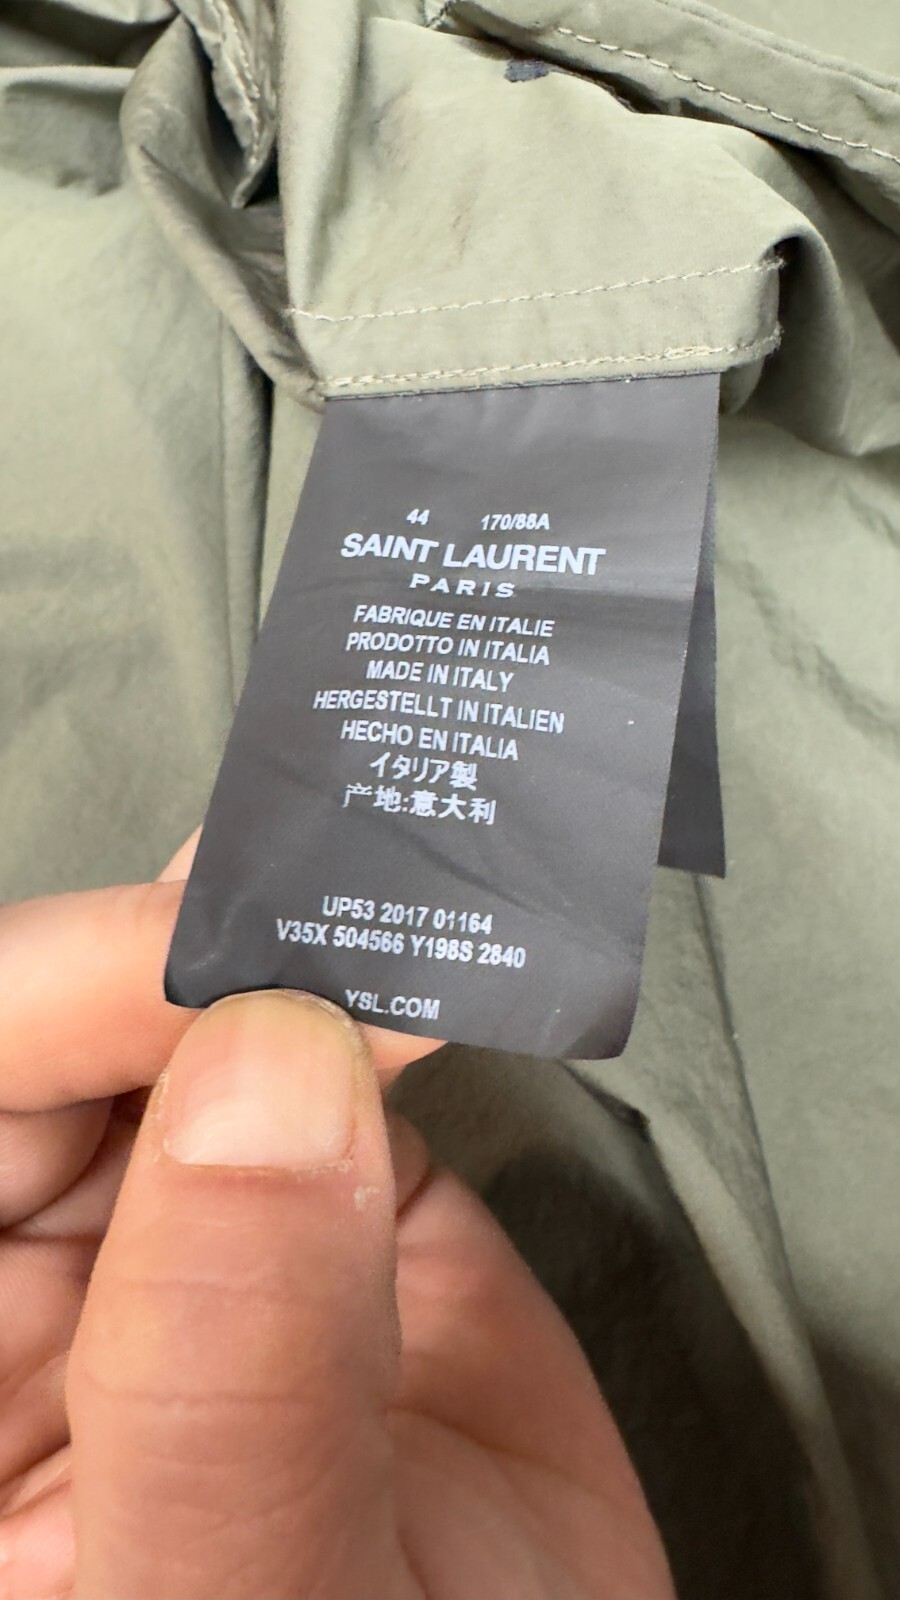 44 170/88A
SAINT LAURENT
PARIS
FABRIQUE EN ITALIE
PRODOTTO IN ITALIA
MADE IN ITALY
HERGESTELLT IN ITALIEN
HECHO EN ITALIA
イタリア製
产地:意大利
UP53 2017 01164
V35X 504566 Y198S 2840
YSL.COM